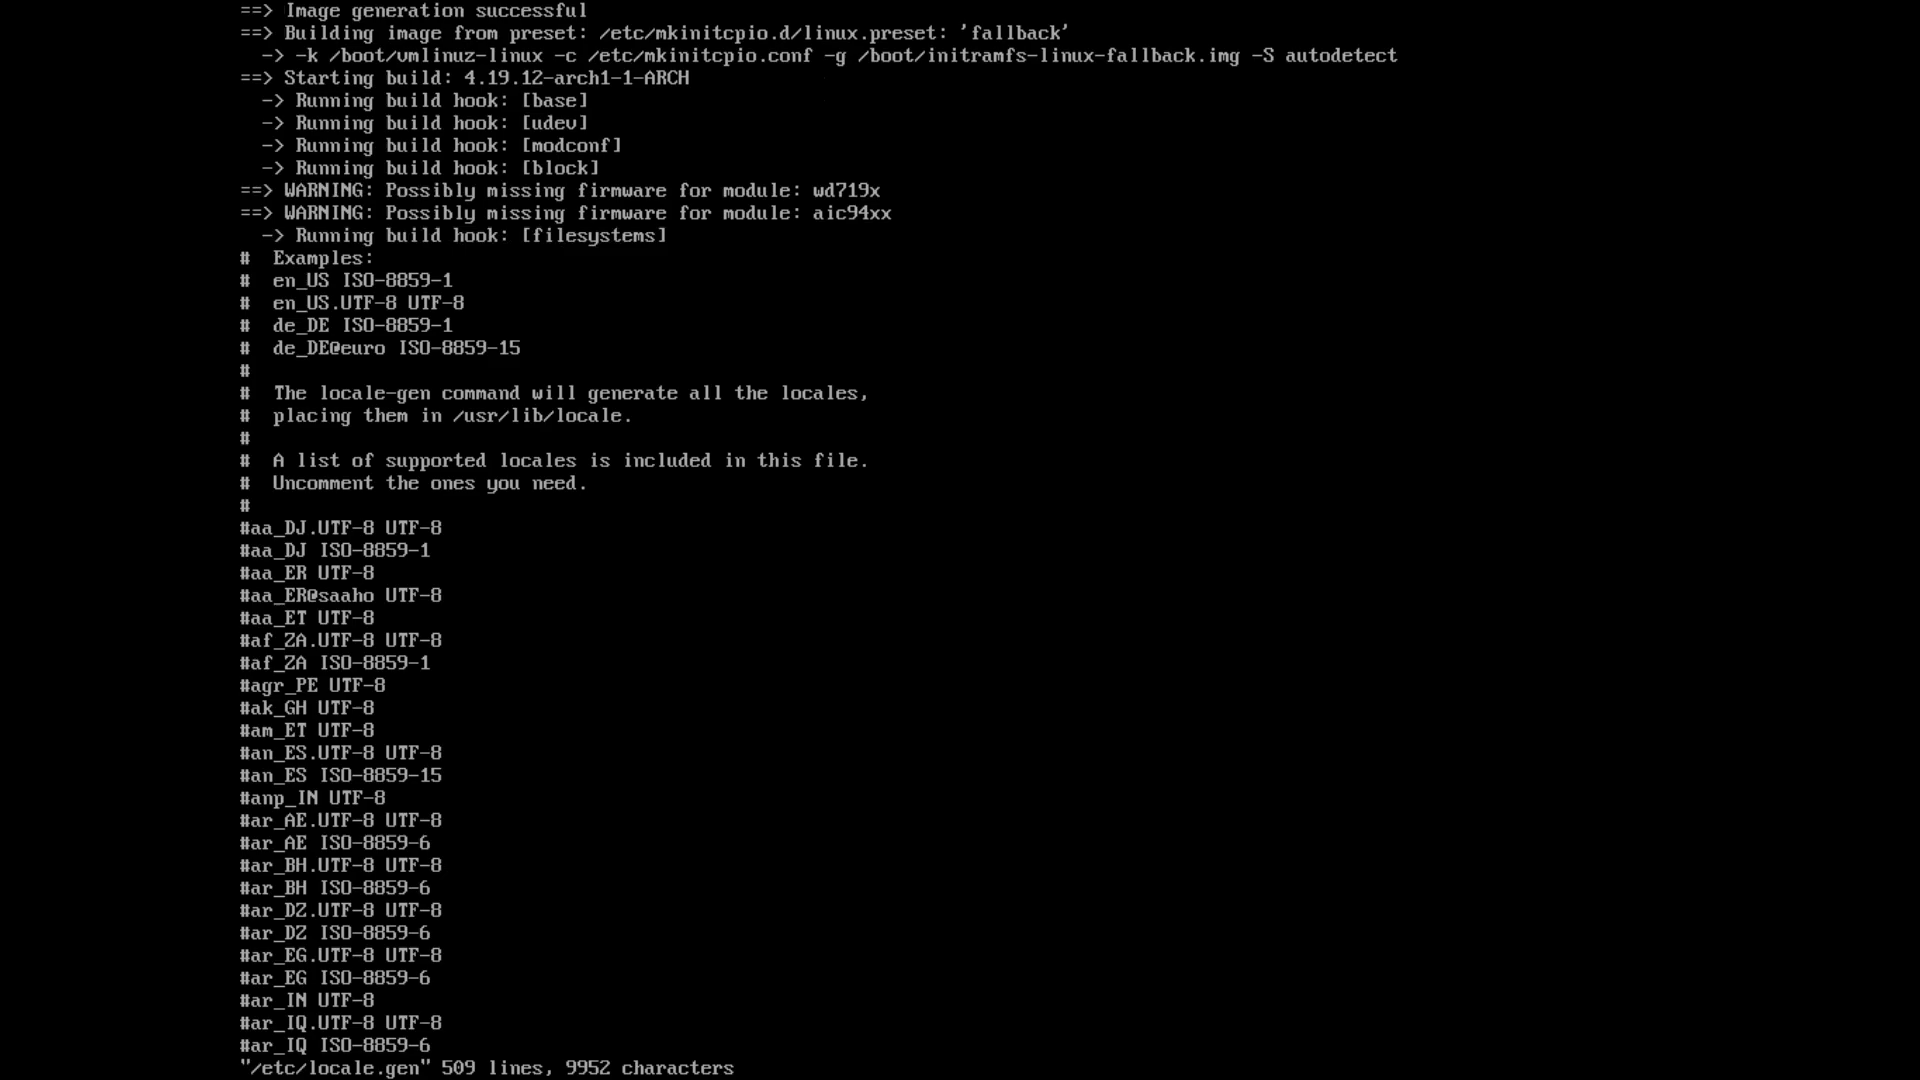 ==> Image generation successful
==> Building image from preset: /etc/mkinitcpio.d/linux.preset: 'fallback'
  -> -k /boot/vmlinuz-linux -c /etc/mkinitcpio.conf -g /boot/initramfs-linux-fallback.img -S autodetect
==> Starting build: 4.19.12-arch1-1-ARCH
  -> Running build hook: [base]
  -> Running build hook: [udev]
  -> Running build hook: [modconf]
  -> Running build hook: [block]
==> WARNING: Possibly missing firmware for module: wd719x
==> WARNING: Possibly missing firmware for module: aic94xx
  -> Running build hook: [filesystems]
#  Examples:
#  en_US ISO-8859-1
#  en_US.UTF-8 UTF-8
#  de_DE ISO-8859-1
#  de_DE@euro ISO-8859-15
#
#  The locale-gen command will generate all the locales,
#  placing them in /usr/lib/locale.
#
#  A list of supported locales is included in this file.
#  Uncomment the ones you need.
#
#aa_DJ.UTF-8 UTF-8
#aa_DJ ISO-8859-1
#aa_ER UTF-8
#aa_ER@saaho UTF-8
#aa_ET UTF-8
#af_ZA.UTF-8 UTF-8
#af_ZA ISO-8859-1
#agr_PE UTF-8
#ak_GH UTF-8
#am_ET UTF-8
#an_ES.UTF-8 UTF-8
#an_ES ISO-8859-15
#anp_IN UTF-8
#ar_AE.UTF-8 UTF-8
#ar_AE ISO-8859-6
#ar_BH.UTF-8 UTF-8
#ar_BH ISO-8859-6
#ar_DZ.UTF-8 UTF-8
#ar_DZ ISO-8859-6
#ar_EG.UTF-8 UTF-8
#ar_EG ISO-8859-6
#ar_IN UTF-8
#ar_IQ.UTF-8 UTF-8
#ar_IQ ISO-8859-6
"/etc/locale.gen" 509 lines, 9952 characters